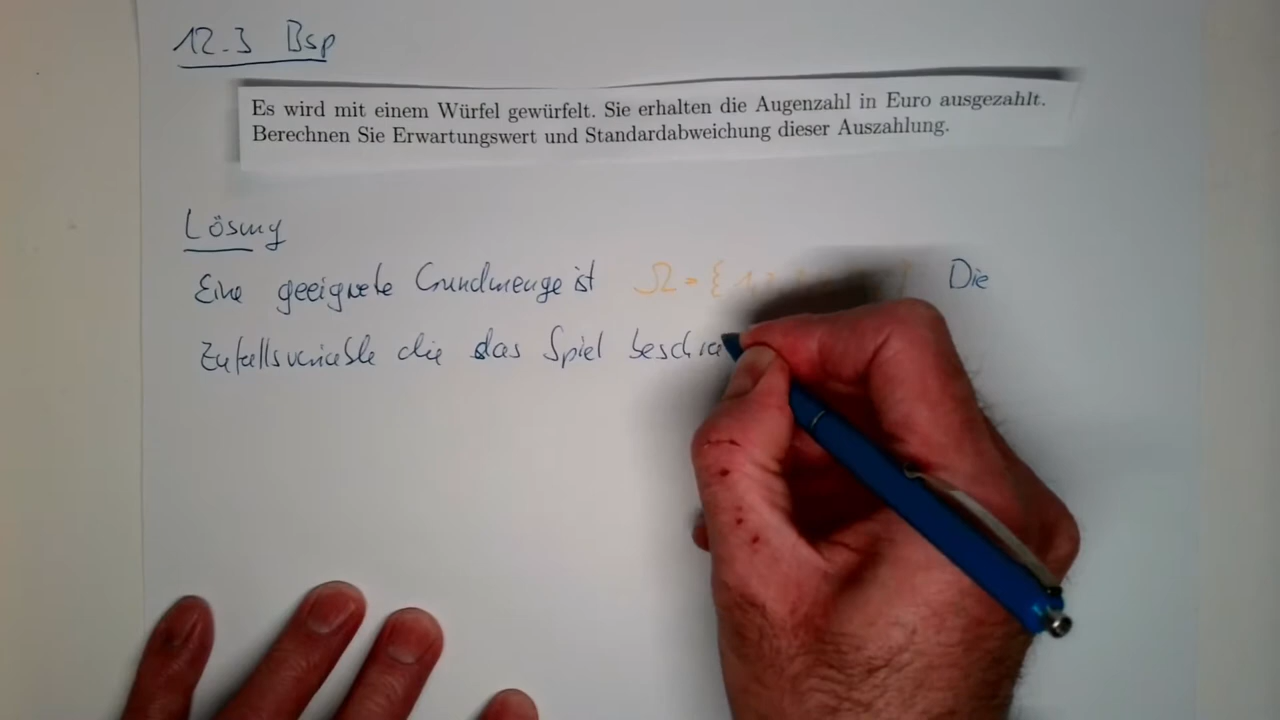 12.3 Bsp
Es wird mit einem Würfel gewürfelt. Sie erhalten die Augenzahl in Euro ausgezahlt.
Berechnen Sie Erwartungswert und Standardabweichung dieser Auszahlung.
Lösung
Eine geeignete Grundmenge ist Ω = { 1, Die
Zufallsvariable die das Spiel